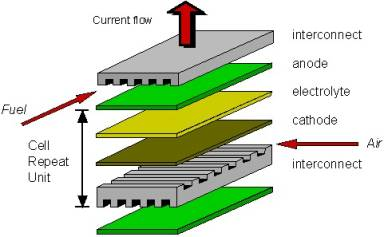 Current flow
interconnect
anode
Fuel
electrolyte
cathode
Air
Cell
Repeat
Unit
interconnect